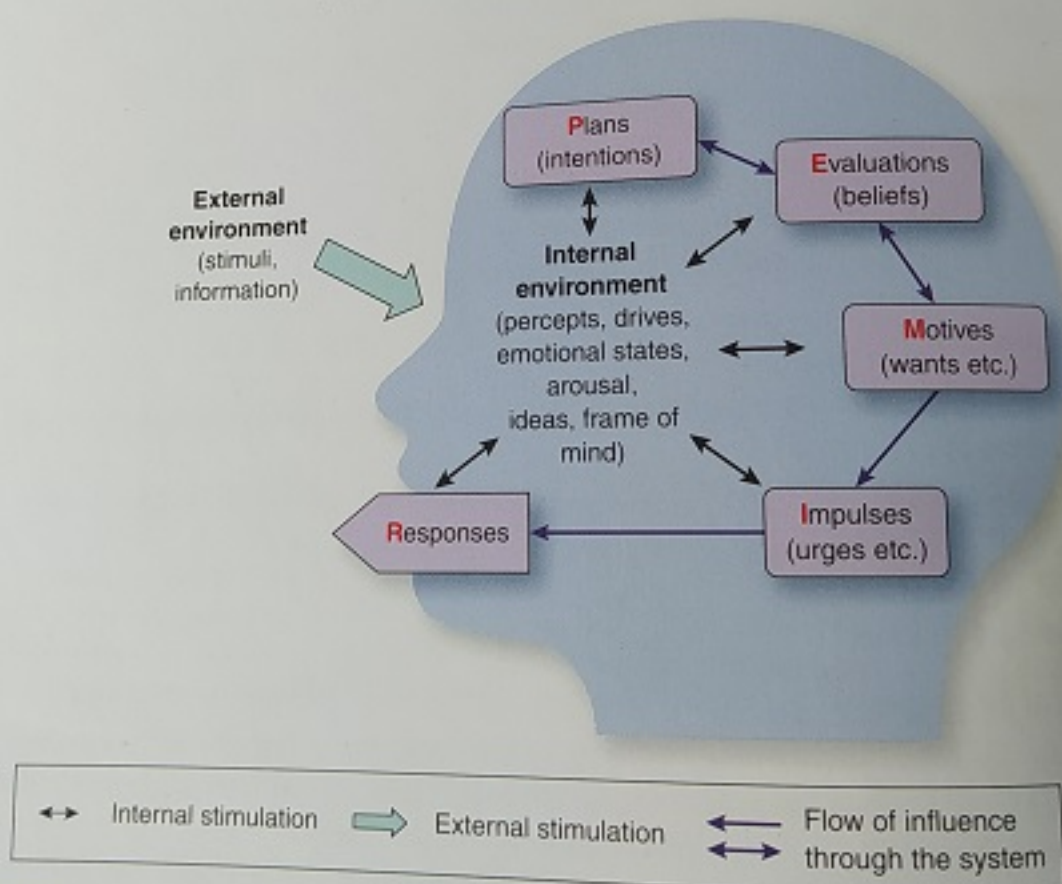 Plans
(intentions)
Evaluations
(beliefs)
External
environment
(stimuli,
information)
Internal
environment
(percepts, drives,
emotional states,
arousal,
ideas, frame of
mind)
Motives
(wants etc.)
Responses
Impulses
(urges etc.)
Internal stimulation
External stimulation
Flow of influence
through the system